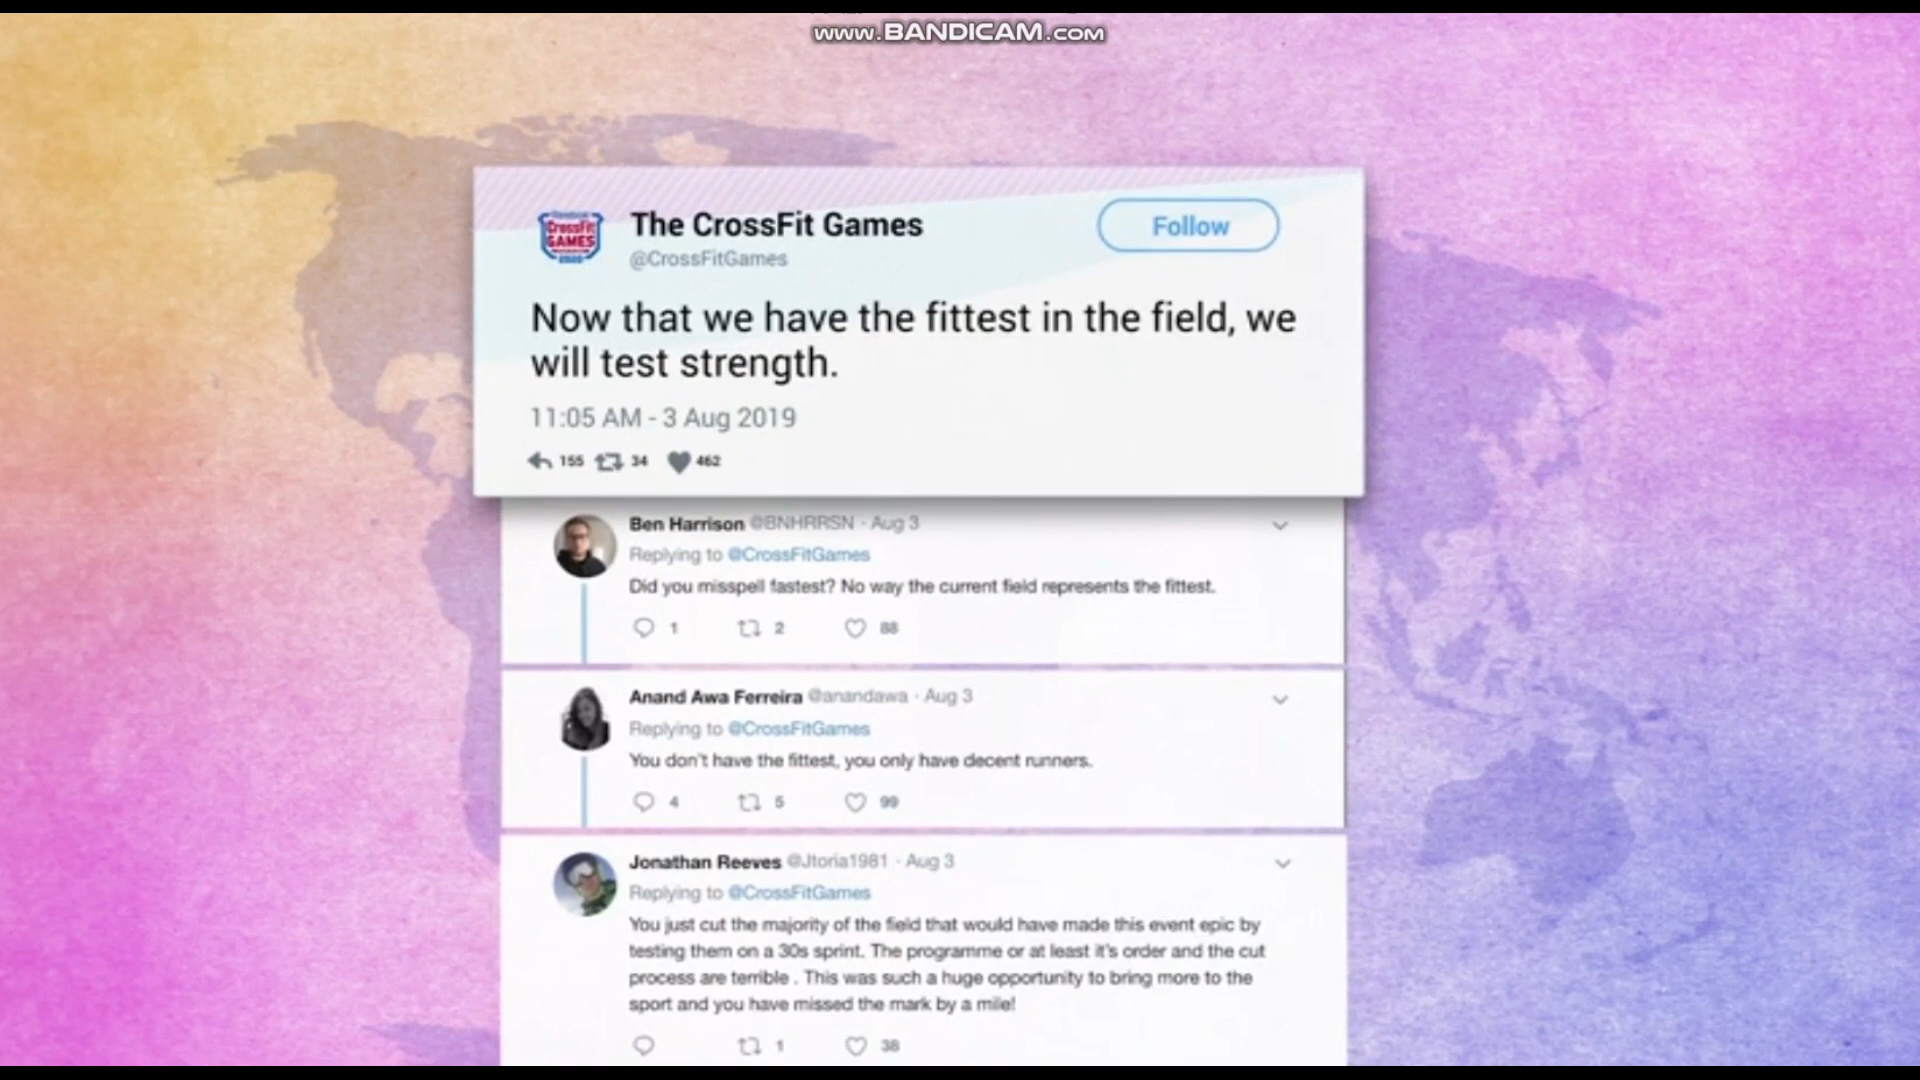 www.BANDICAM.com
CrossFit
GAMES
The CrossFit Games
Follow
@CrossFitGames
Now that we have the fittest in the field, we
will test strength.
11:05 AM - 3 Aug 2019
155 34 462
Ben Harrison @BNHRRSN · Aug 3
Replying to @CrossFitGames
Did you misspell fastest? No way the current field represents the fittest.
1 2 88
Anand Awa Ferreira @anandawa · Aug 3
Replying to @CrossFitGames
You don't have the fittest, you only have decent runners.
4 5 99
Jonathan Reeves @Jtoria1981 · Aug 3
Replying to @CrossFitGames
You just cut the majority of the field that would have made this event epic by
testing them on a 30s sprint. The programme or at least it's order and the cut
process are terrible . This was such a huge opportunity to bring more to the
sport and you have missed the mark by a mile!
1 38